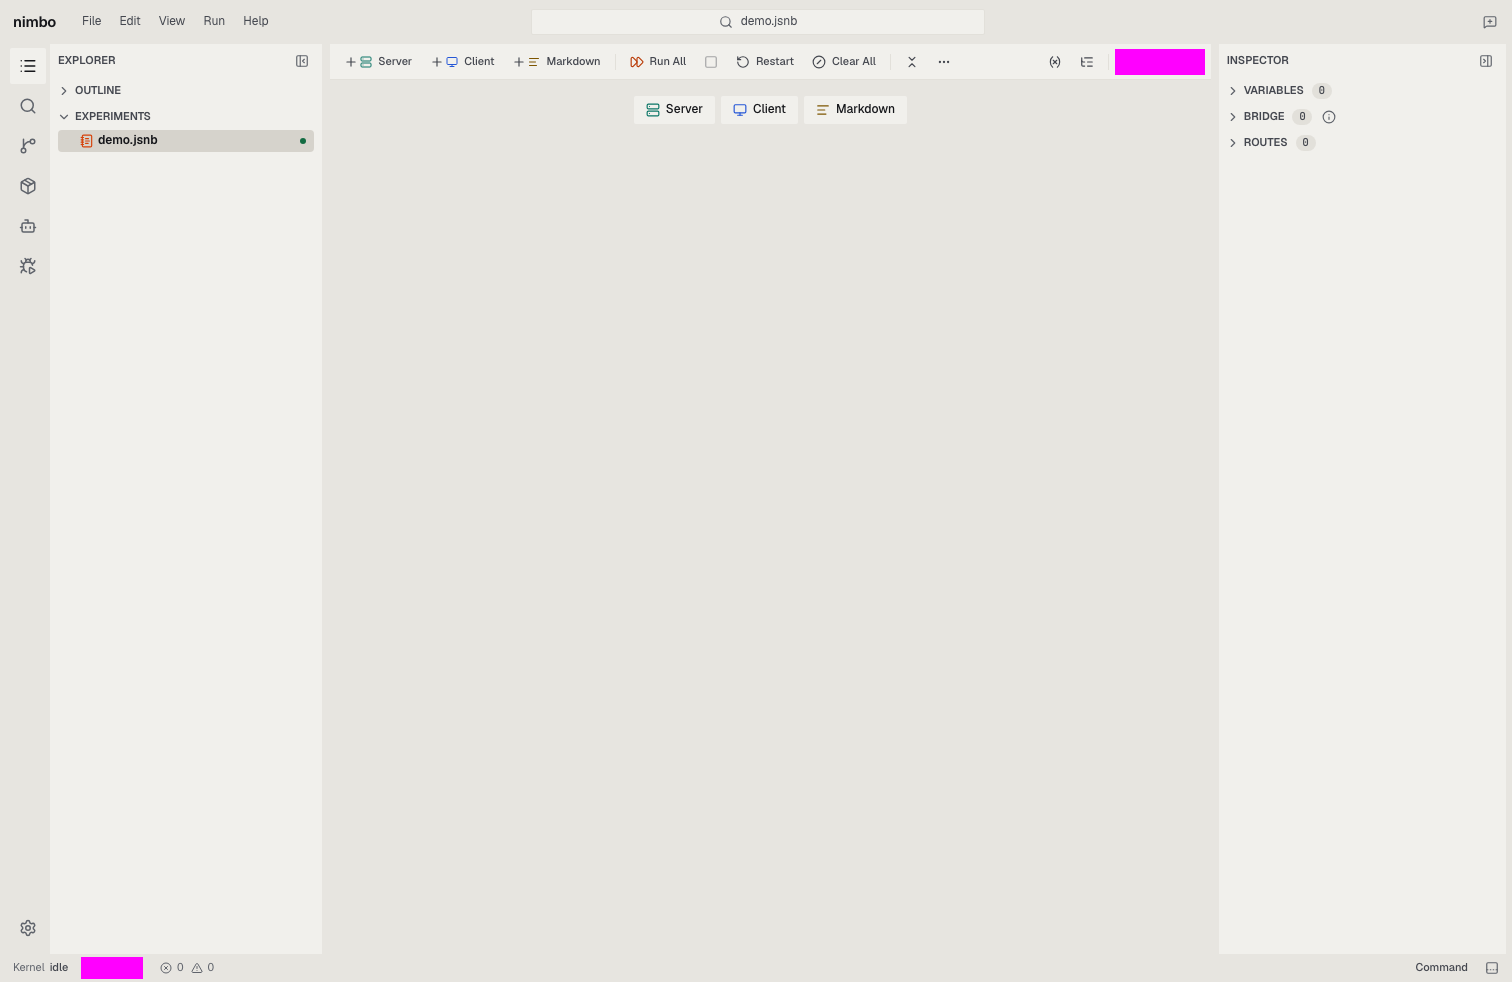 nimbo File Edit View Run Help demo.jsnb
EXPLORER
OUTLINE
EXPERIMENTS
demo.jsnb
Server Client Markdown Run All Restart Clear All
Server Client Markdown
INSPECTOR
VARIABLES 0
BRIDGE 0
ROUTES 0
Kernel idle 0 0 Command